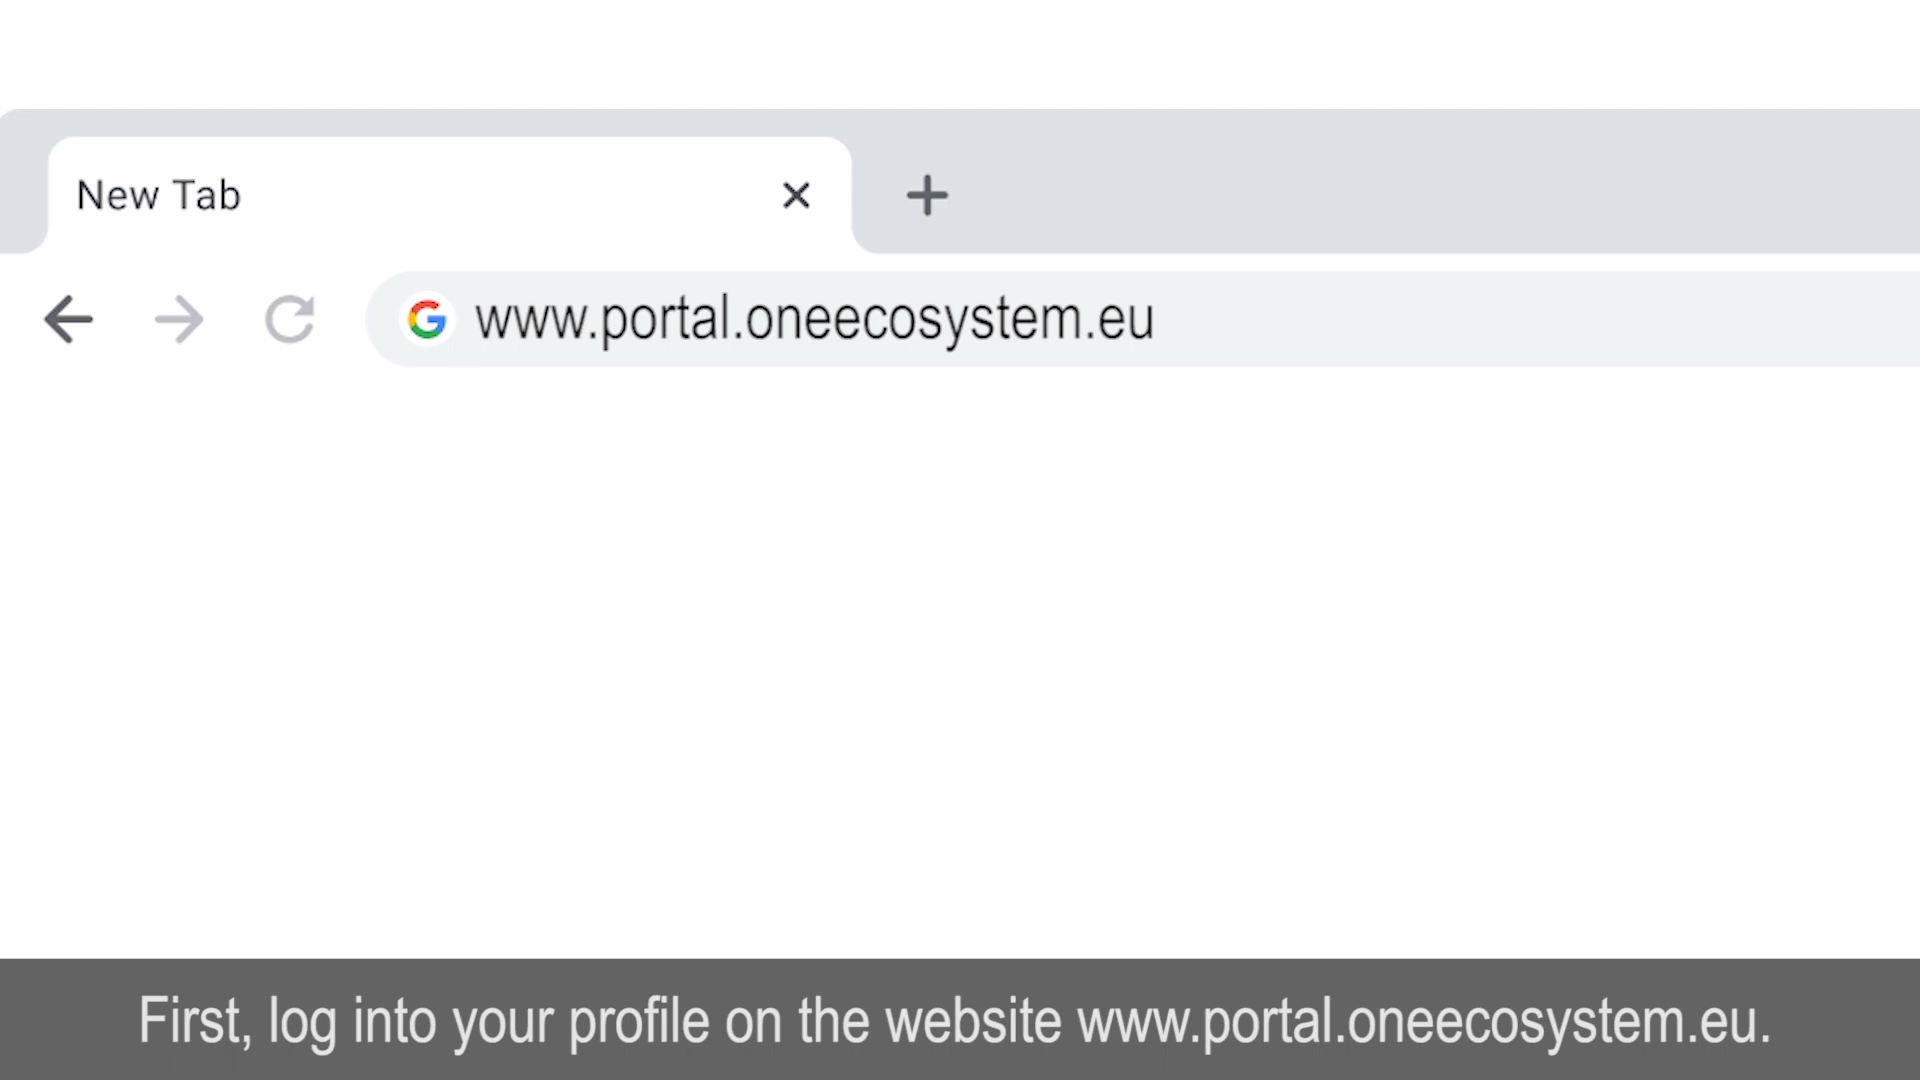 New Tab
www.portal.oneecosystem.eu
First, log into your profile on the website www.portal.oneecosystem.eu.